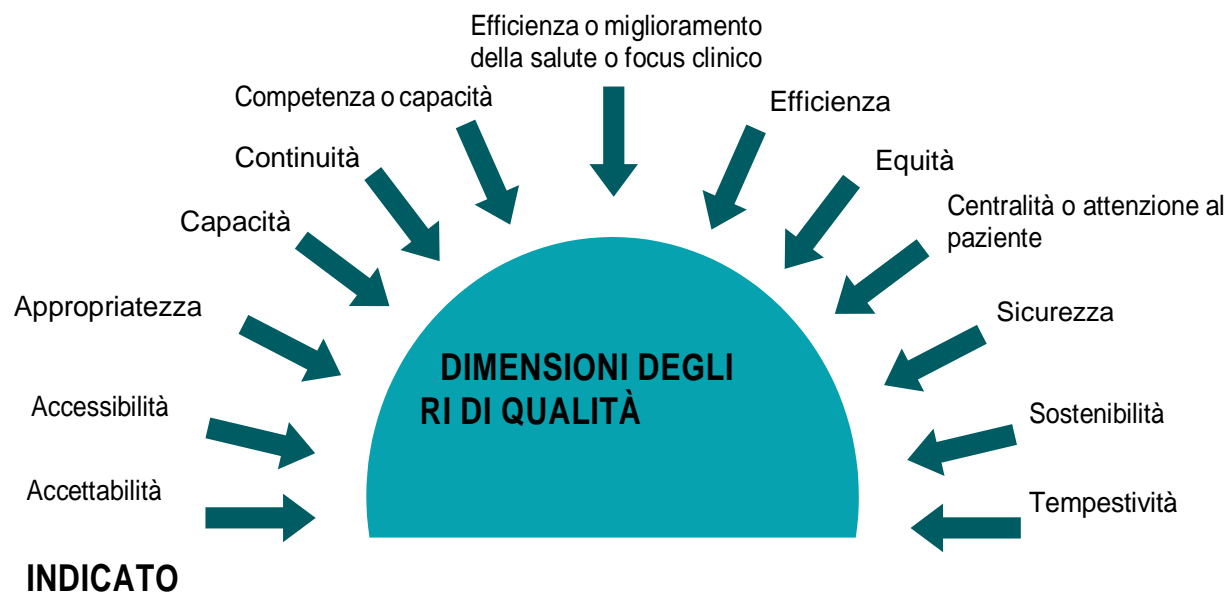 Efficienza o miglioramento
della salute o focus clinico
Competenza o capacità
Efficienza
Continuità
Equità
Capacità
Centralità o attenzione al
paziente
Appropriatezza
Sicurezza
DIMENSIONI DEGLI
RI DI QUALITÀ
Accessibilità
Sostenibilità
Accettabilità
Tempestività
INDICATO